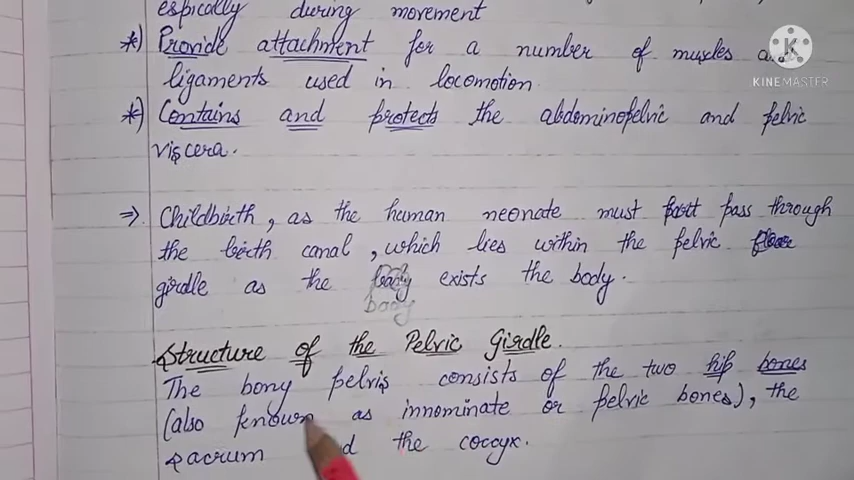 espically during movement
*) Provide attachment for a number of muscles and
ligaments used in locomotion
*) Contains and protects the abdominopelvic and pelvic
viscera.
⇒. Childbirth, as the human neonate must pass through
the birth canal, which lies within the pelvic
girdle as the exists the body.
body
Structure of the Pelvic Girdle.
The bony pelvis consists of the two hip bones
(also known as innominate or pelvic bones), the
sacrum the coccyx.
K
KINEMASTER